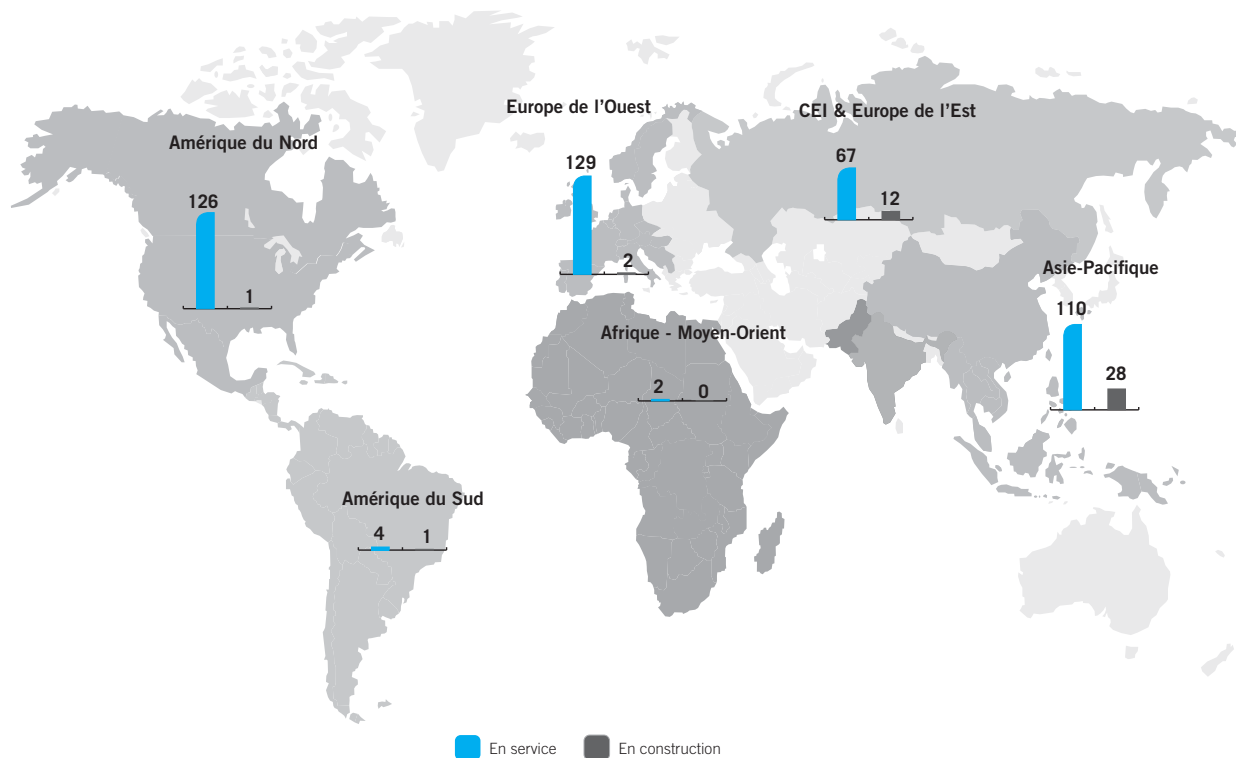 Europe de l’Ouest
CEI & Europe de l’Est
Amérique du Nord
129
67
126
12
2
1
Asie-Pacifique
110
28
Afrique - Moyen-Orient
2
0
Amérique du Sud
4
1
En service
En construction